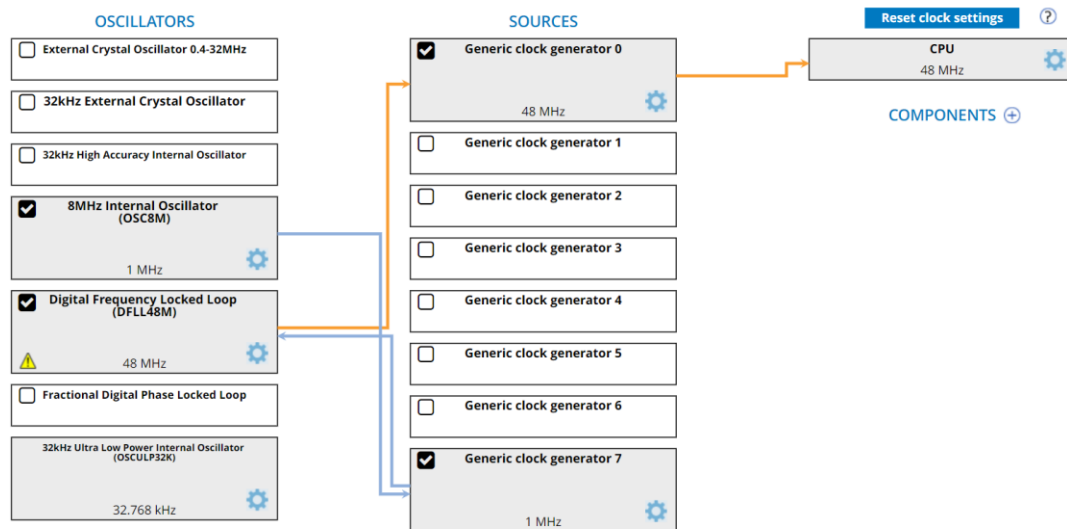 OSCILLATORS
External Crystal Oscillator 0.4-32MHz
32kHz External Crystal Oscillator
32kHz High Accuracy Internal Oscillator
8MHz Internal Oscillator
(OSC8M)
1 MHz
Digital Frequency Locked Loop
(DFLL48M)
48 MHz
Fractional Digital Phase Locked Loop
32kHz Ultra Low Power Internal Oscillator
(OSCULP32K)
32.768 kHz
SOURCES
Generic clock generator 0
48 MHz
Generic clock generator 1
Generic clock generator 2
Generic clock generator 3
Generic clock generator 4
Generic clock generator 5
Generic clock generator 6
Generic clock generator 7
1 MHz
Reset clock settings
?
CPU
48 MHz
COMPONENTS